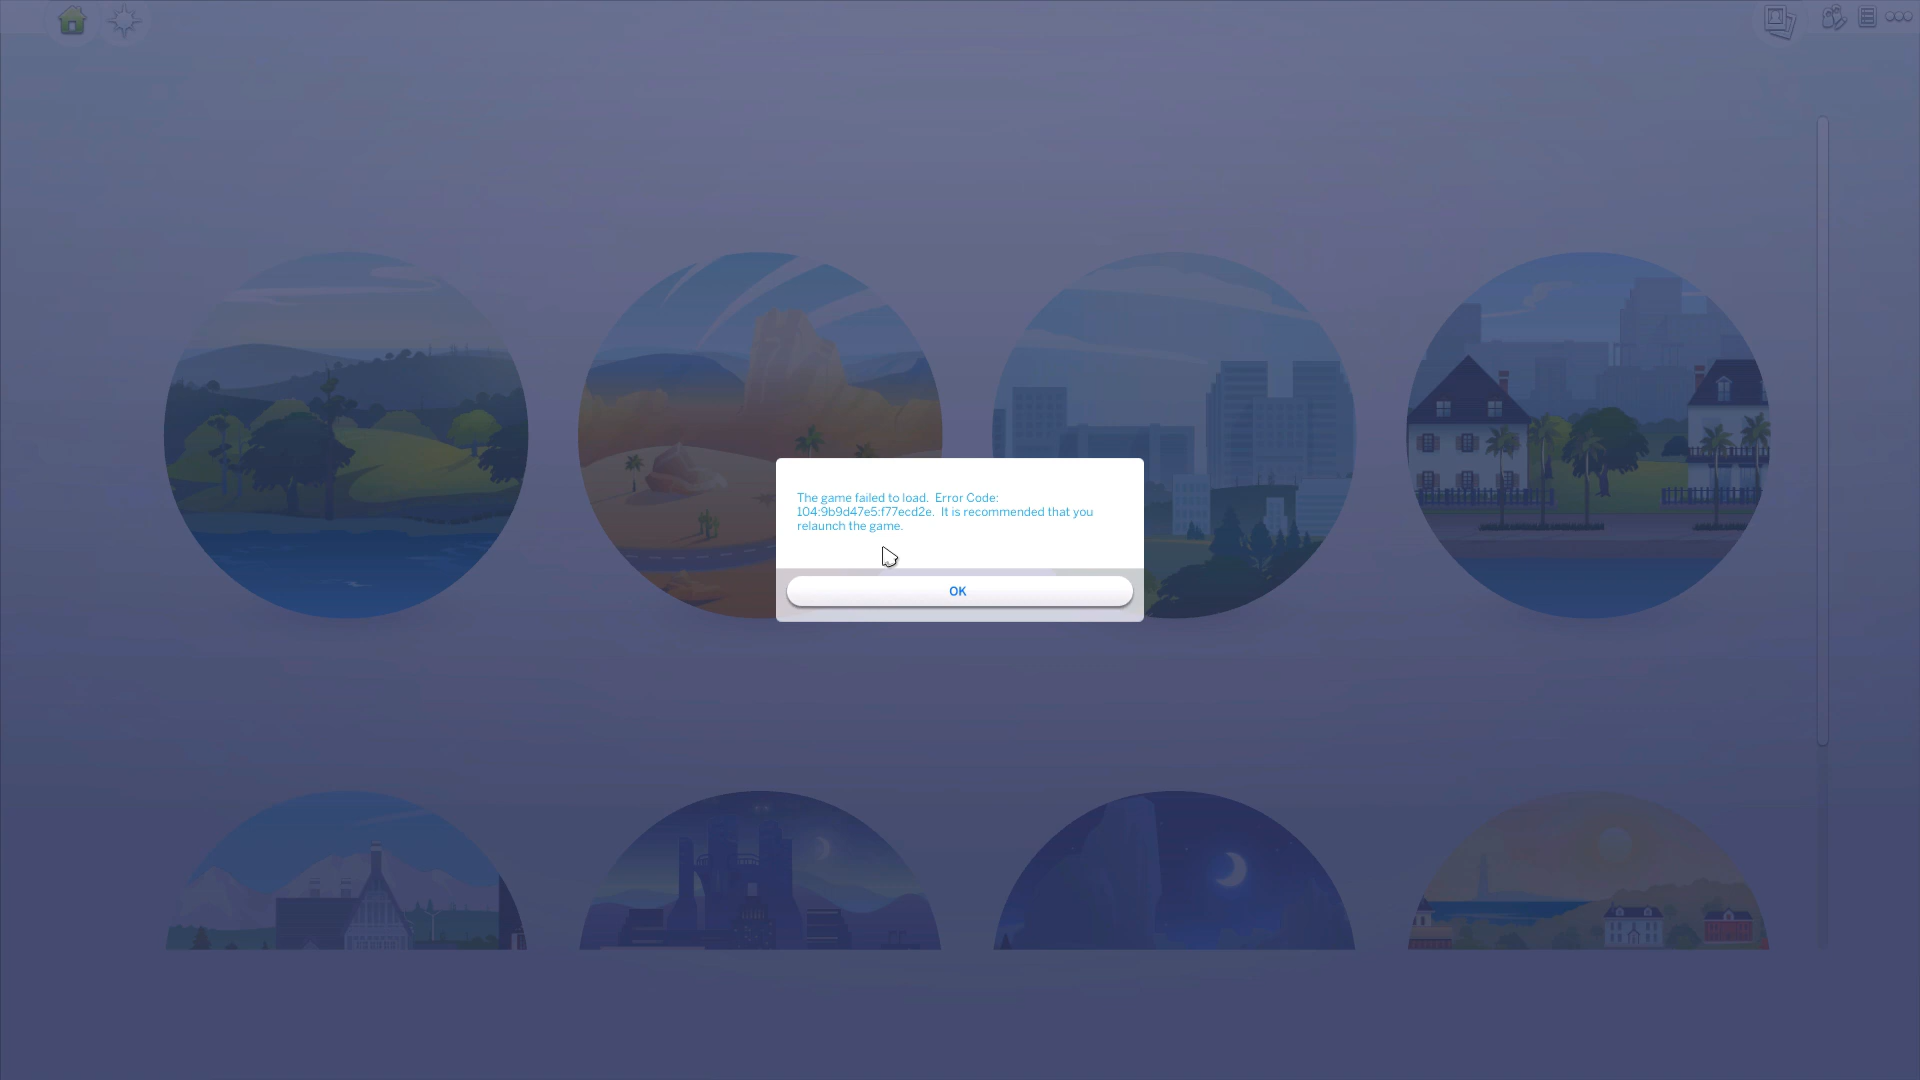 The game failed to load.  Error Code:
104:9b9d47e5:f77ecd2e.  It is recommended that you
relaunch the game.
OK